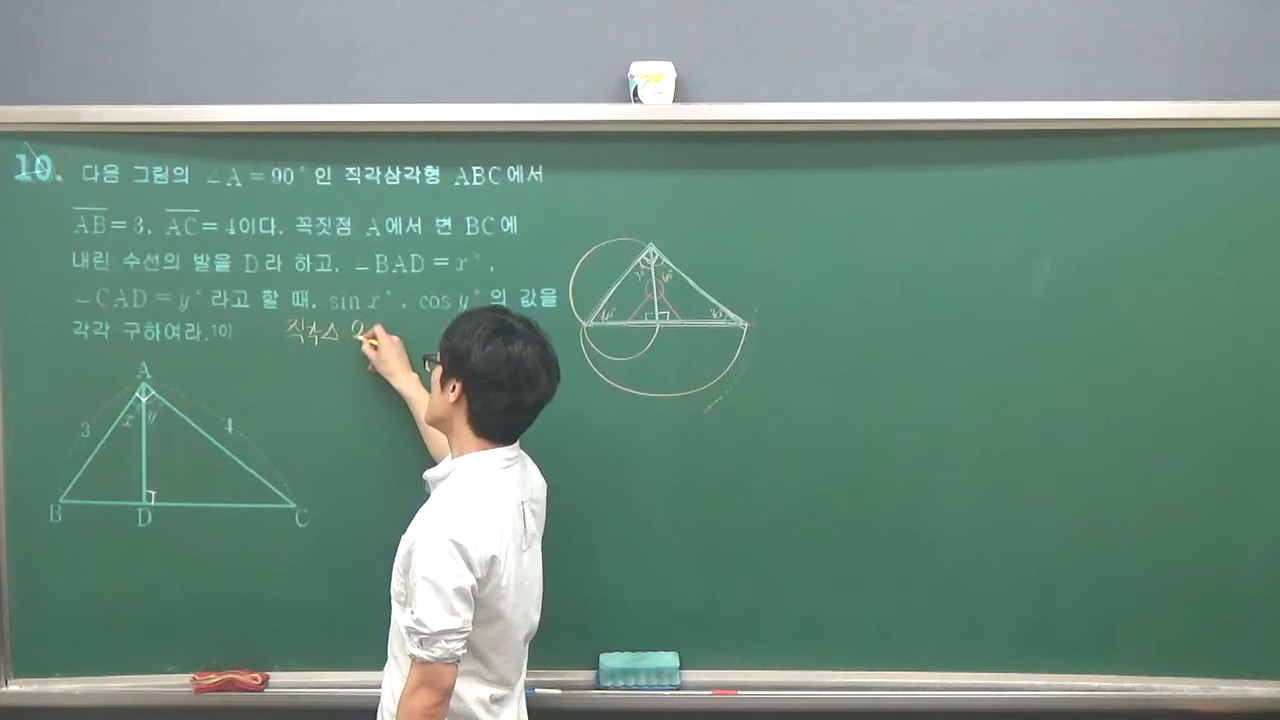 10. 다음 그림의 ∠A = 90°인 직각삼각형 ABC에서
AB = 3, AC = 4이다. 꼭짓점 A에서 변 BC에
내린 수선의 발을 D라 하고, ∠BAD = x°,
∠CAD = y°라고 할 때, sin x°, cos y°의 값을
각각 구하여라.10)
직각△
A
3
x
y
4
B
D
C
60°
30°